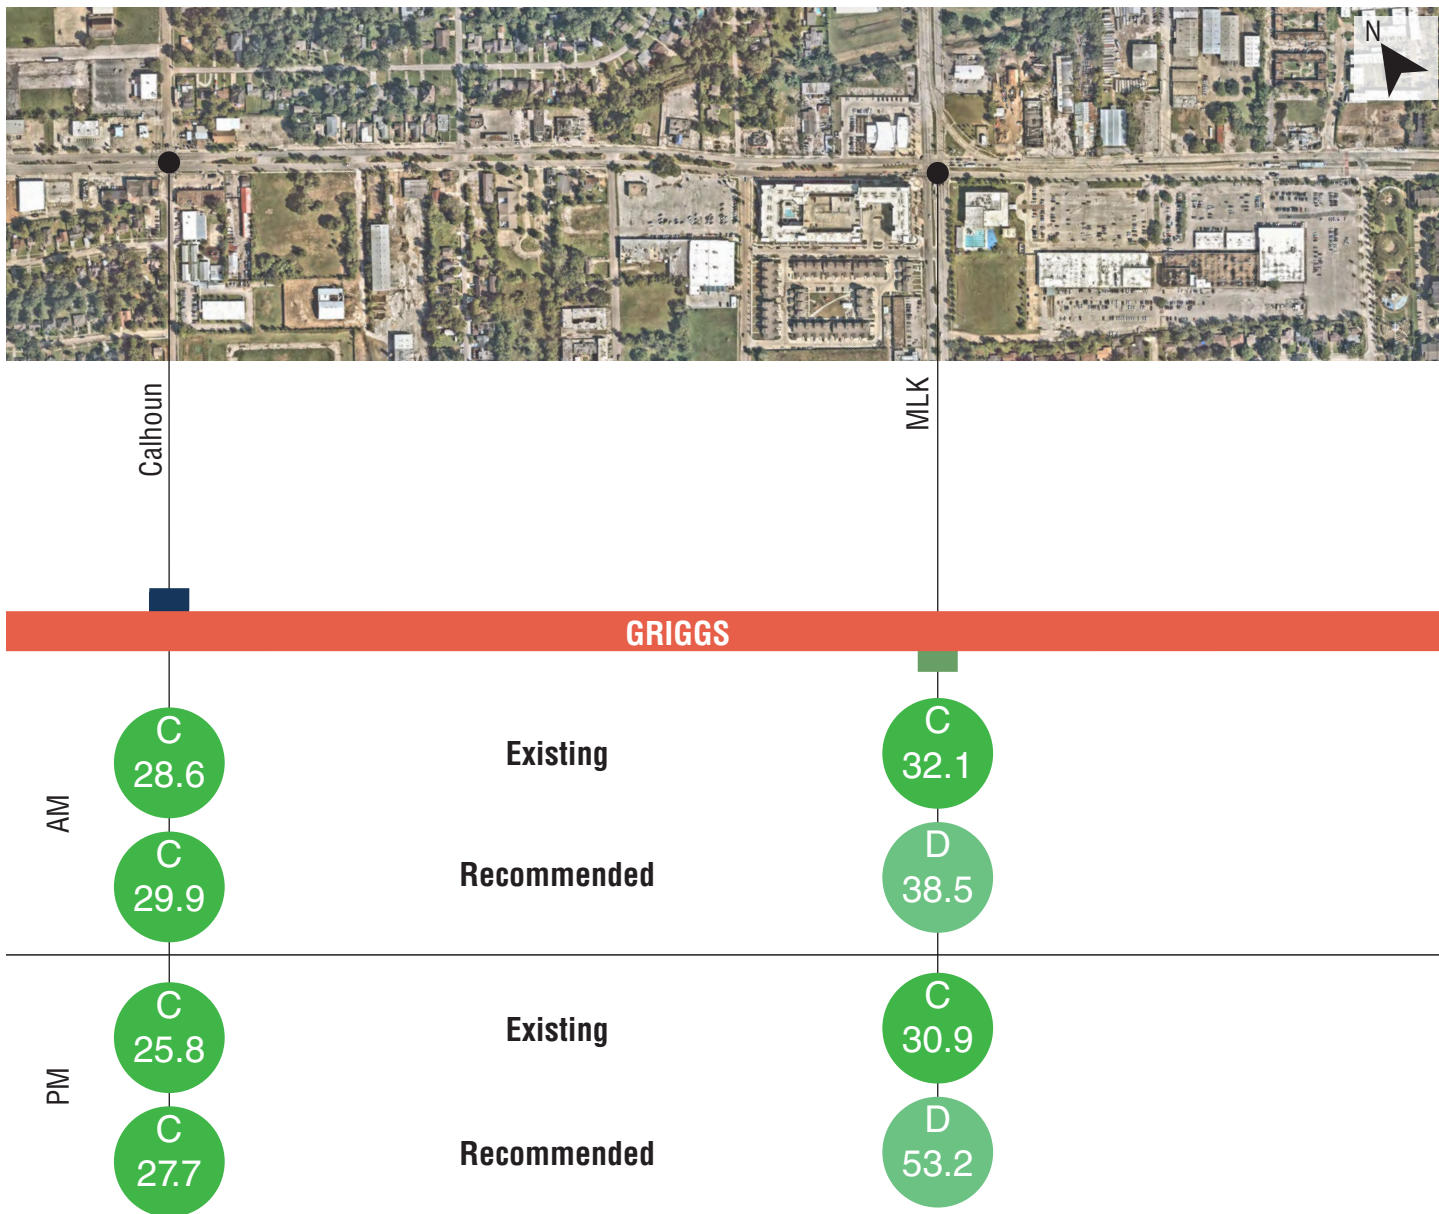 N
Calhoun
MLK
GRIGGS
AM
C
28.6
Existing
C
32.1
C
29.9
Recommended
D
38.5
PM
C
25.8
Existing
C
30.9
C
27.7
Recommended
D
53.2